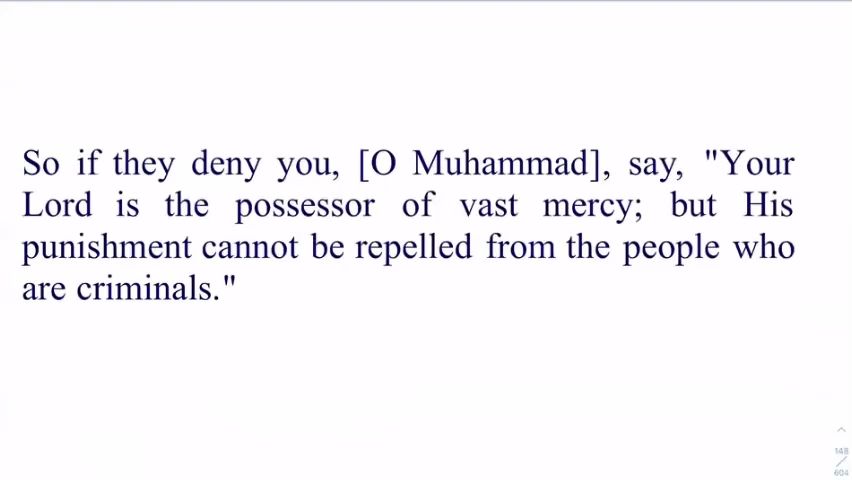 So if they deny you, [O Muhammad], say, "Your
Lord is the possessor of vast mercy; but His
punishment cannot be repelled from the people who
are criminals."
148
604